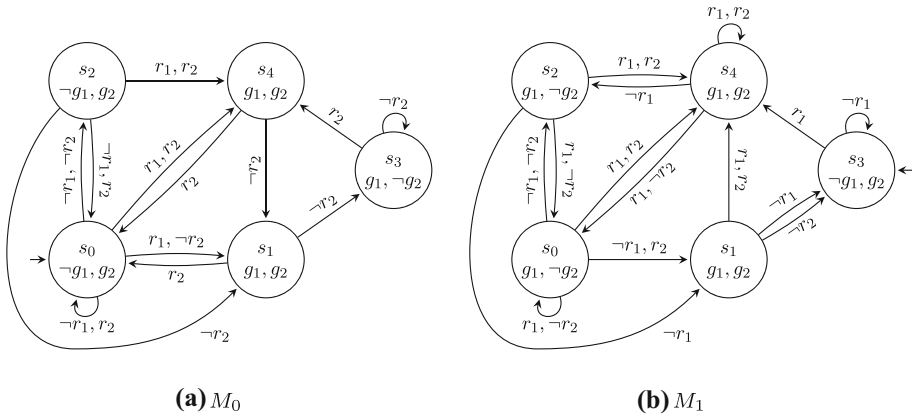 r₁, r₂
s₂
¬g₁, g₂
r₁, r₂
s₄
g₁, g₂
¬r₂
r₂
s₃
g₁, ¬g₂
¬r₁, ¬r₂
¬r₁, r₂
r₁, r₂
r₂
¬r₂
¬r₂
s₀
¬g₁, g₂
r₁, ¬r₂
r₂
s₁
g₁, g₂
¬r₁, r₂
¬r₂
(a) M₀
s₂
g₁, ¬g₂
r₁, r₂
¬r₁
s₄
g₁, g₂
¬r₁
r₁
s₃
¬g₁, g₂
¬r₁, ¬r₂
r₁, ¬r₂
r₁, r₂
r₁, ¬r₂
r₁, r₂
¬r₁
¬r₂
s₀
g₁, ¬g₂
¬r₁, r₂
s₁
g₁, g₂
r₁, ¬r₂
¬r₁
(b) M₁